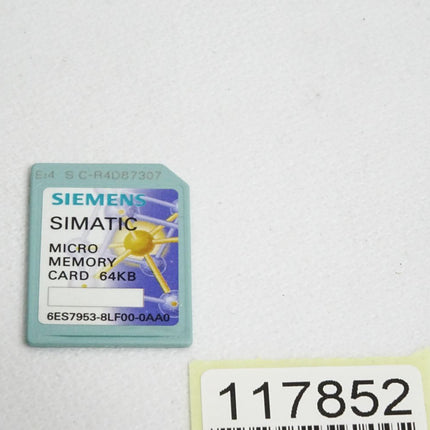 E:4 S C-R4D87307
SIEMENS
SIMATIC
MICRO
MEMORY
CARD 64KB
6ES7953-8LF00-0AA0
117852